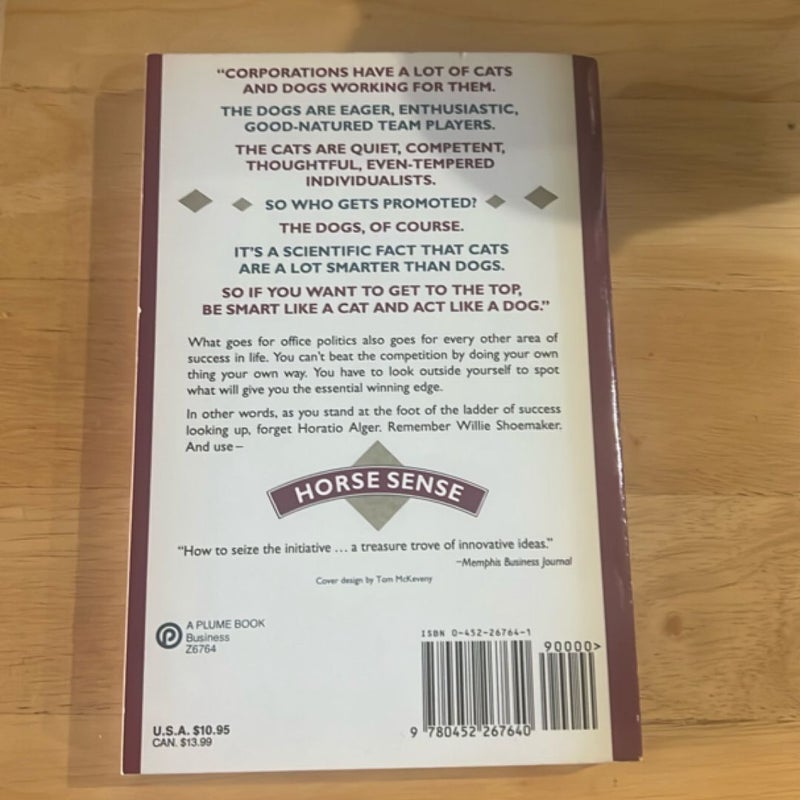 "CORPORATIONS HAVE A LOT OF CATS
AND DOGS WORKING FOR THEM.
THE DOGS ARE EAGER, ENTHUSIASTIC,
GOOD-NATURED TEAM PLAYERS.
THE CATS ARE QUIET, COMPETENT,
THOUGHTFUL, EVEN-TEMPERED
INDIVIDUALISTS.
SO WHO GETS PROMOTED?
THE DOGS, OF COURSE.
IT'S A SCIENTIFIC FACT THAT CATS
ARE A LOT SMARTER THAN DOGS.
SO IF YOU WANT TO GET TO THE TOP,
BE SMART LIKE A CAT AND ACT LIKE A DOG."
What goes for office politics also goes for every other area of
success in life. You can't beat the competition by doing your own
thing your own way. You have to look outside yourself to spot
what will give you the essential winning edge.
In other words, as you stand at the foot of the ladder of success
looking up, forget Horatio Alger. Remember Willie Shoemaker.
And use –
HORSE SENSE
"How to seize the initiative ... a treasure trove of innovative ideas."
–Memphis Business Journal
Cover design by Tom McKeveny
A PLUME BOOK
Business
Z6764
ISBN 0-452-26764-1
90000>
9 780452 267640
U.S.A. $10.95
CAN. $13.99